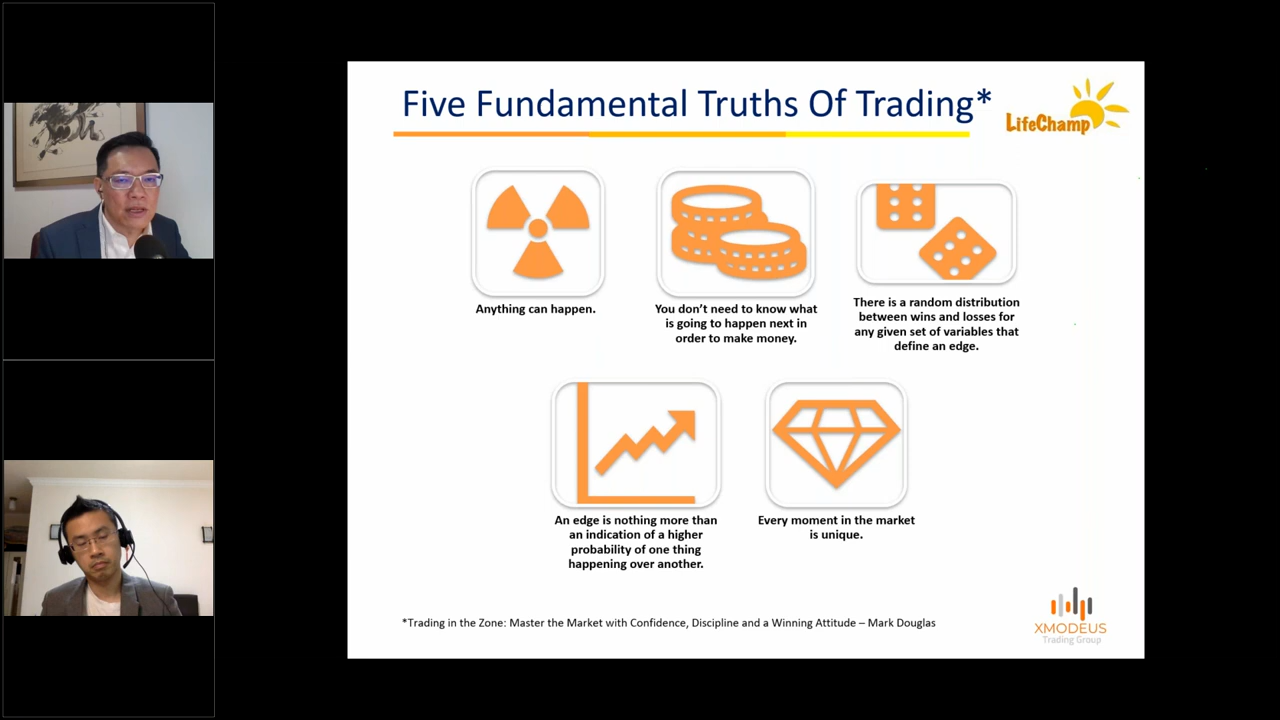 Five Fundamental Truths Of Trading*
LifeChamp
Anything can happen.
You don’t need to know what
is going to happen next in
order to make money.
There is a random distribution
between wins and losses for
any given set of variables that
define an edge.
An edge is nothing more than
an indication of a higher
probability of one thing
happening over another.
Every moment in the market
is unique.
*Trading in the Zone: Master the Market with Confidence, Discipline and a Winning Attitude – Mark Douglas
XMODEUS
Trading Group